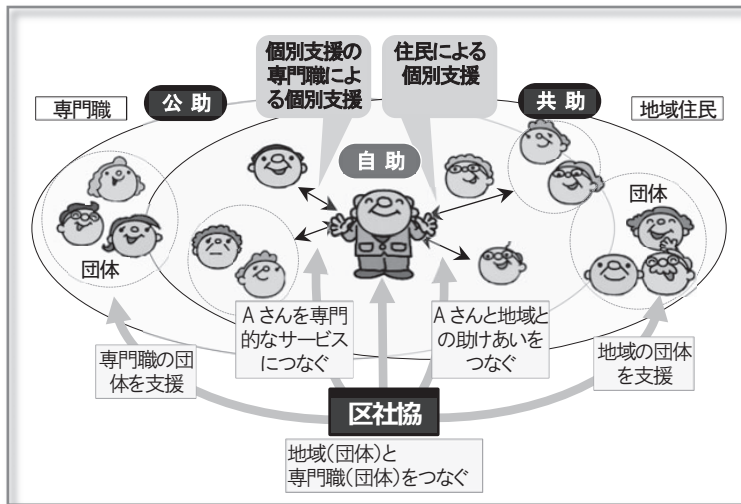 個別支援の
専門職によ
る個別支援
住民による
個別支援
専門職
公助
共助
地域住民
自助
団体
団体
Aさんを専門
的なサービス
につなぐ
Aさんと地域と
の助けあいを
つなぐ
専門職の団
体を支援
地域の団体
を支援
区社協
地域(団体)と
専門職(団体)をつなぐ